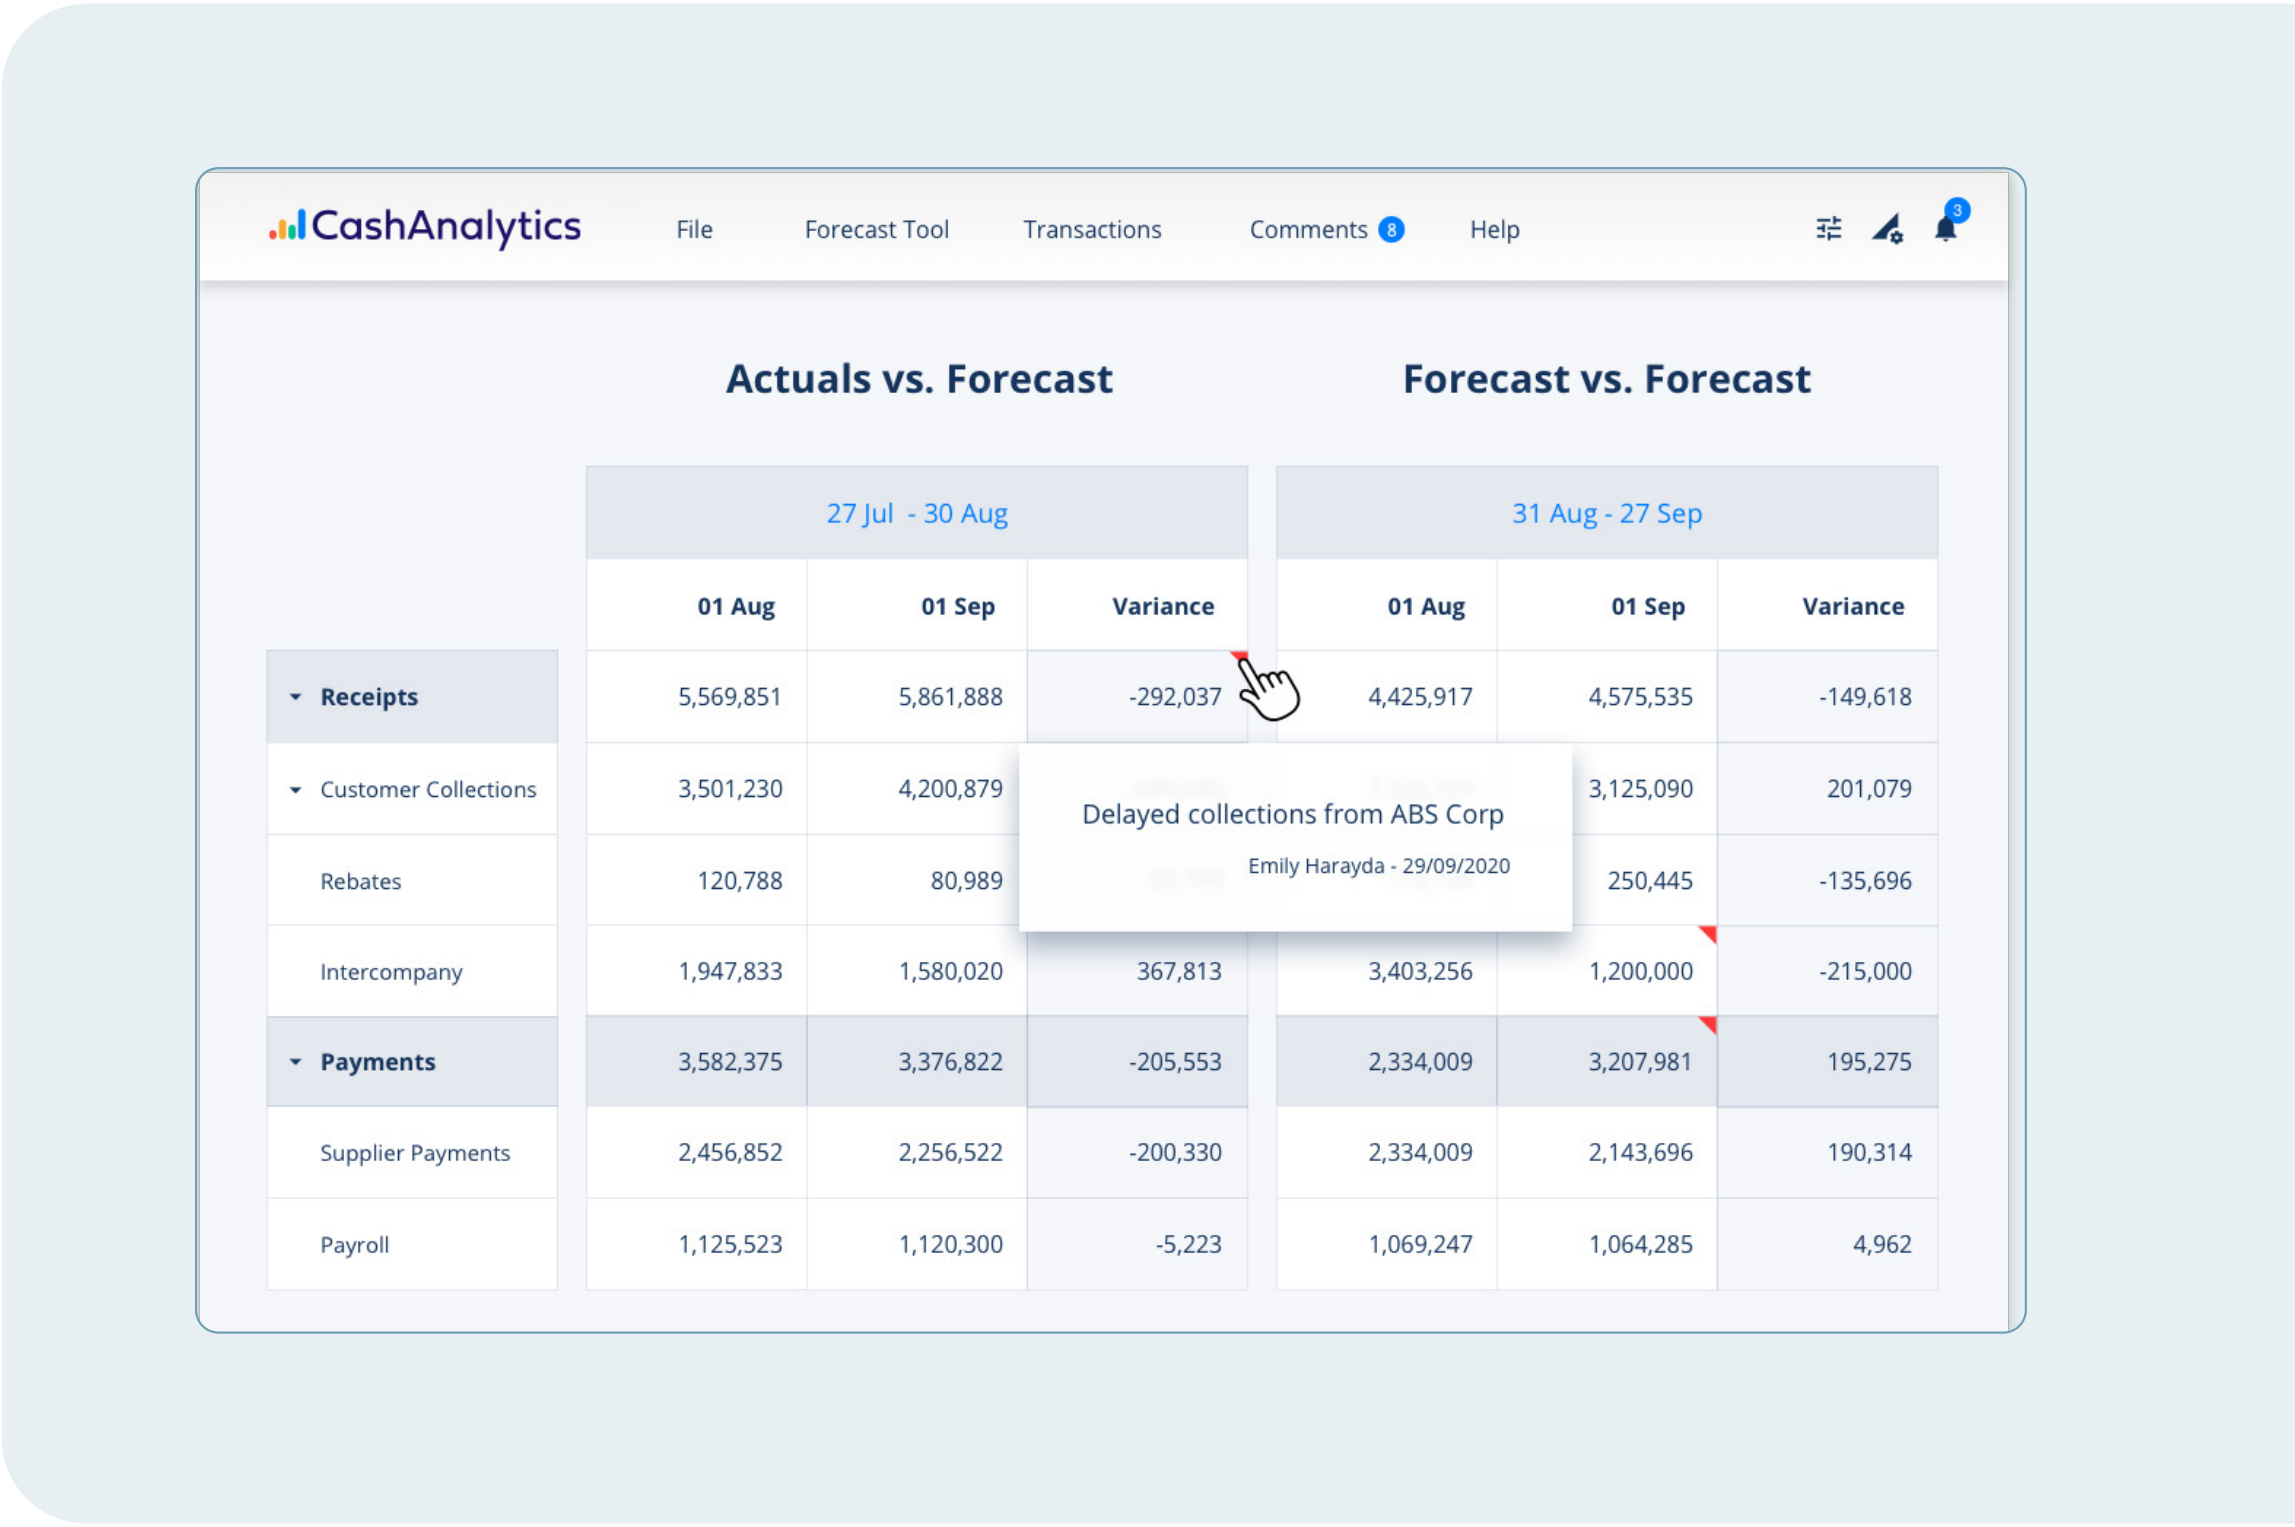 CashAnalytics File Forecast Tool Transactions Comments 8 Help 3
Actuals vs. Forecast Forecast vs. Forecast
27 Jul - 30 Aug 31 Aug - 27 Sep
01 Aug 01 Sep Variance 01 Aug 01 Sep Variance
Receipts 5,569,851 5,861,888 -292,037 4,425,917 4,575,535 -149,618
Customer Collections 3,501,230 4,200,879 3,125,090 201,079
Delayed collections from ABS Corp
Emily Harayda - 29/09/2020
Rebates 120,788 80,989 250,445 -135,696
Intercompany 1,947,833 1,580,020 367,813 3,403,256 1,200,000 -215,000
Payments 3,582,375 3,376,822 -205,553 2,334,009 3,207,981 195,275
Supplier Payments 2,456,852 2,256,522 -200,330 2,334,009 2,143,696 190,314
Payroll 1,125,523 1,120,300 -5,223 1,069,247 1,064,285 4,962